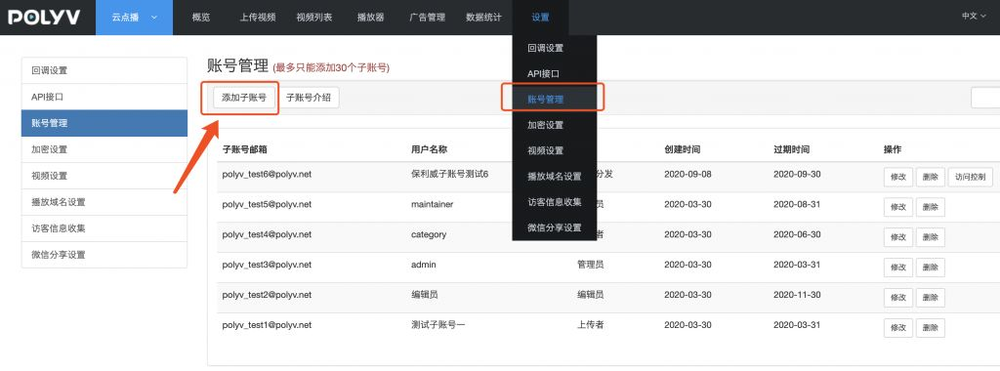 POLYV 云点播 概览 上传视频 视频列表 播放器 广告管理 数据统计 设置 中文
回调设置
API接口
账号管理
加密设置
视频设置
播放域名设置
访客信息收集
微信分享设置
回调设置
API接口
账号管理
加密设置
视频设置
播放域名设置
访客信息收集
微信分享设置
账号管理 (最多只能添加30个子账号)
添加子账号 子账号介绍
子账号邮箱 用户名称 创建时间 过期时间 操作
polyv_test6@polyv.net 保利威子账号测试6 分发 2020-09-08 2020-09-30 修改 删除 访问控制
polyv_test5@polyv.net maintainer 员 2020-03-30 2020-08-31 修改 删除
polyv_test4@polyv.net category 者 2020-03-30 2020-06-30 修改 删除
polyv_test3@polyv.net admin 管理员 2020-03-30 2020-03-31 修改 删除
polyv_test2@polyv.net 编辑员 编辑员 2020-03-30 2020-11-30 修改 删除
polyv_test1@polyv.net 测试子账号一 上传者 2020-03-30 2020-03-31 修改 删除